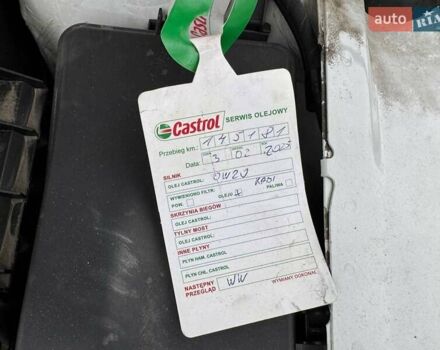 auto RIA
Castrol
Castrol SERWIS OLEJOWY
Przebieg km.: 145781
Data: 3 02 2023
SILNIK
OLEJ CASTROL: 0W20
WYMIENIONO FILTR:
POW. OLEJU PALIWA
SKRZYNIA BIEGÓW
OLEJ CASTROL:
TYLNY MOST
OLEJ CASTROL:
INNE PŁYNY
PŁYN HAM. CASTROL
PŁYN CHŁ. CASTROL
NASTĘPNY PRZEGLĄD WW
WYMIANY DOKONAŁ